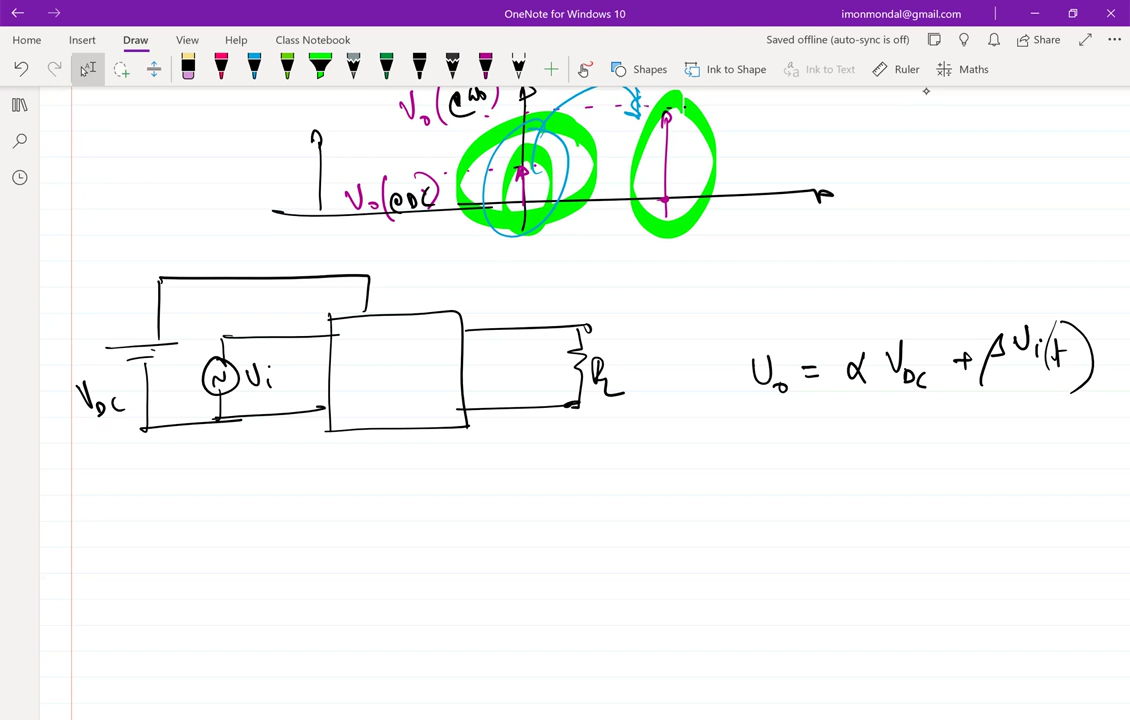 OneNote for Windows 10
imonmondal@gmail.com
Home Insert Draw View Help Class Notebook
Saved offline (auto-sync is off) Share
Shapes Ink to Shape Ink to Text Ruler Maths
V₀(@ω₀)
V₀(@DC)
V_DC
Vi
R_L
V₀ = α V_DC + β Vi(t)